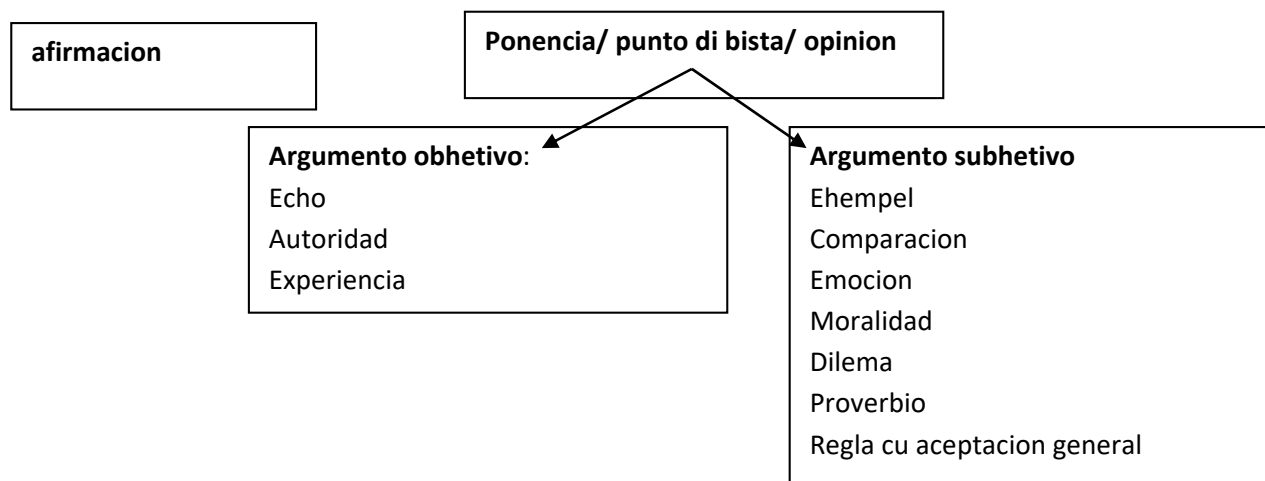 afirmacion
Ponencia/ punto di bista/ opinion
Argumento obhetivo:
Echo
Autoridad
Experiencia
Argumento subhetivo
Ehempel
Comparacion
Emocion
Moralidad
Dilema
Proverbio
Regla cu aceptacion general